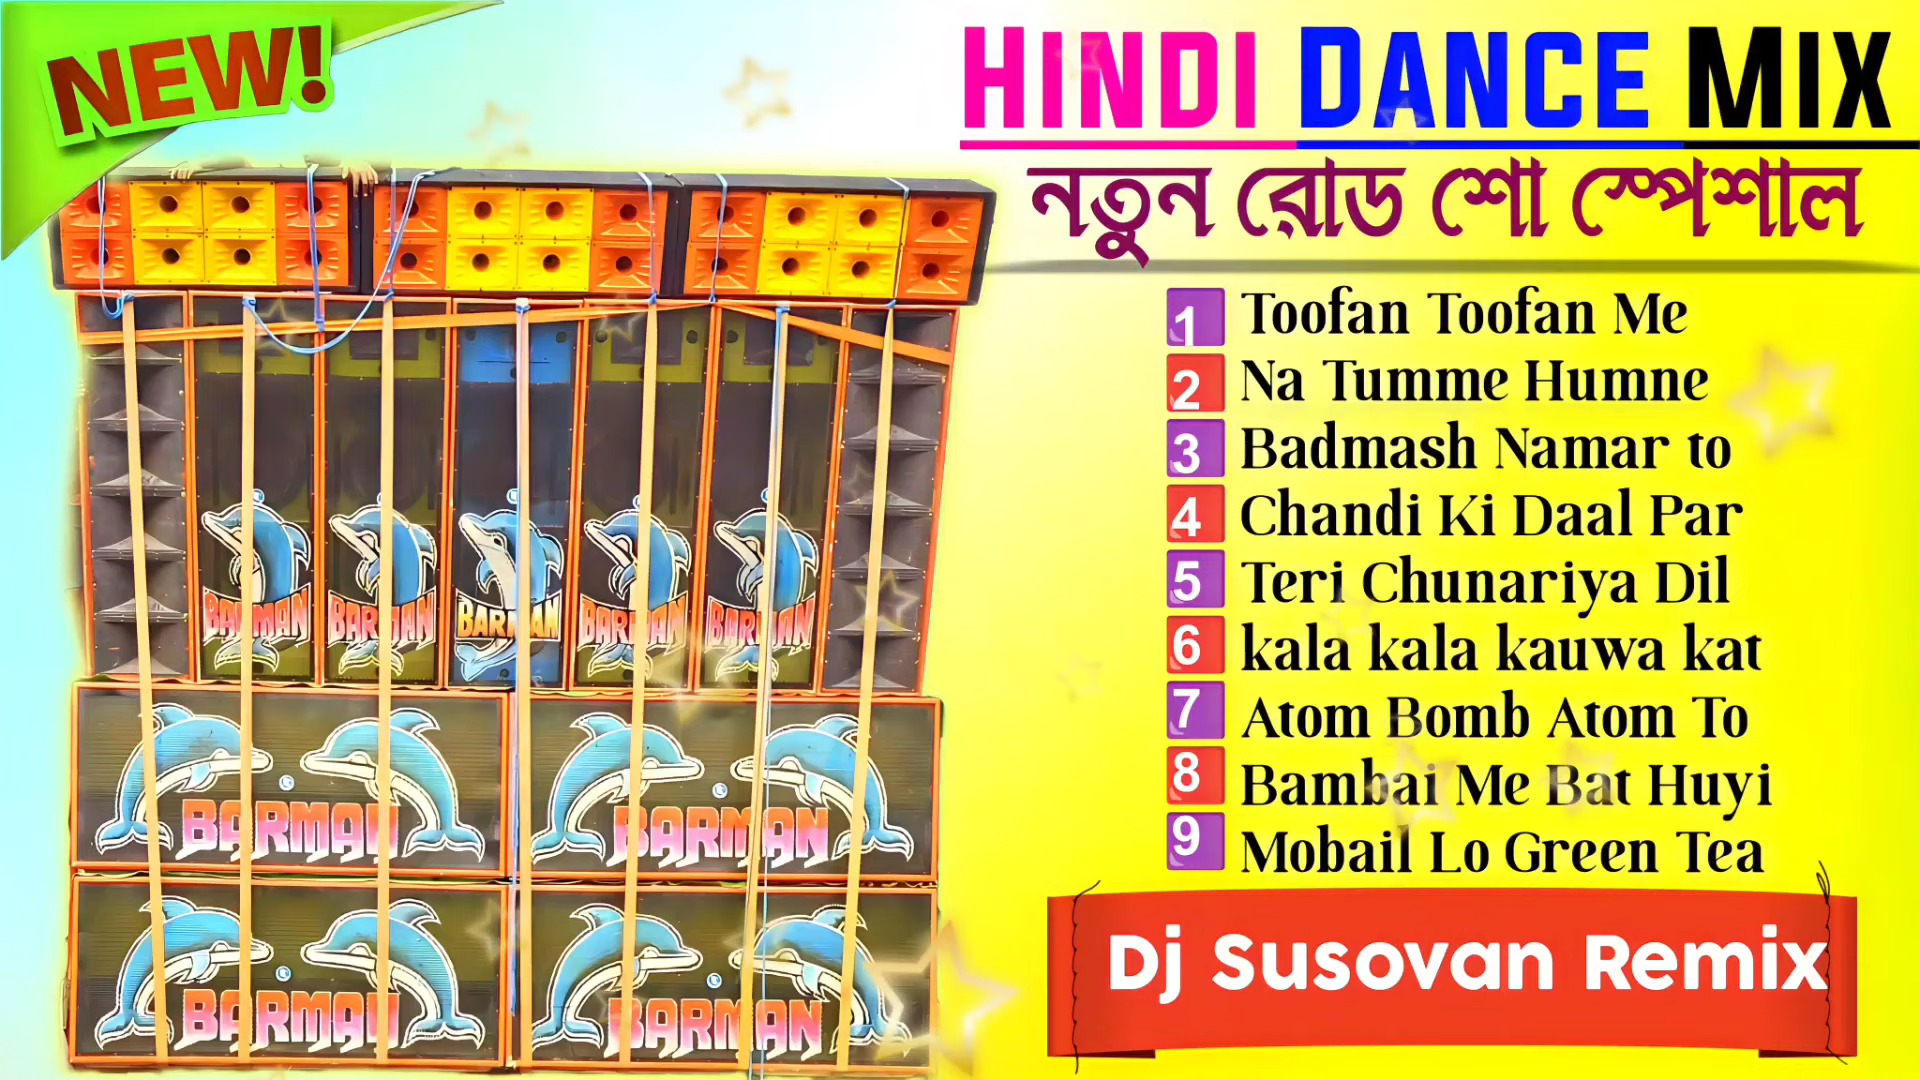 NEW!
HINDI DANCE MIX
নতুন রোড শো স্পেশাল
1 Toofan Toofan Me
2 Na Tumme Humne
3 Badmash Namar to
4 Chandi Ki Daal Par
5 Teri Chunariya Dil
6 kala kala kauwa kat
7 Atom Bomb Atom To
8 Bambai Me Bat Huyi
9 Mobail Lo Green Tea
Dj Susovan Remix
BARMAN BARMAN BARMAN BARMAN BARMAN
BARMAN BARMAN
BARMAN BARMAN